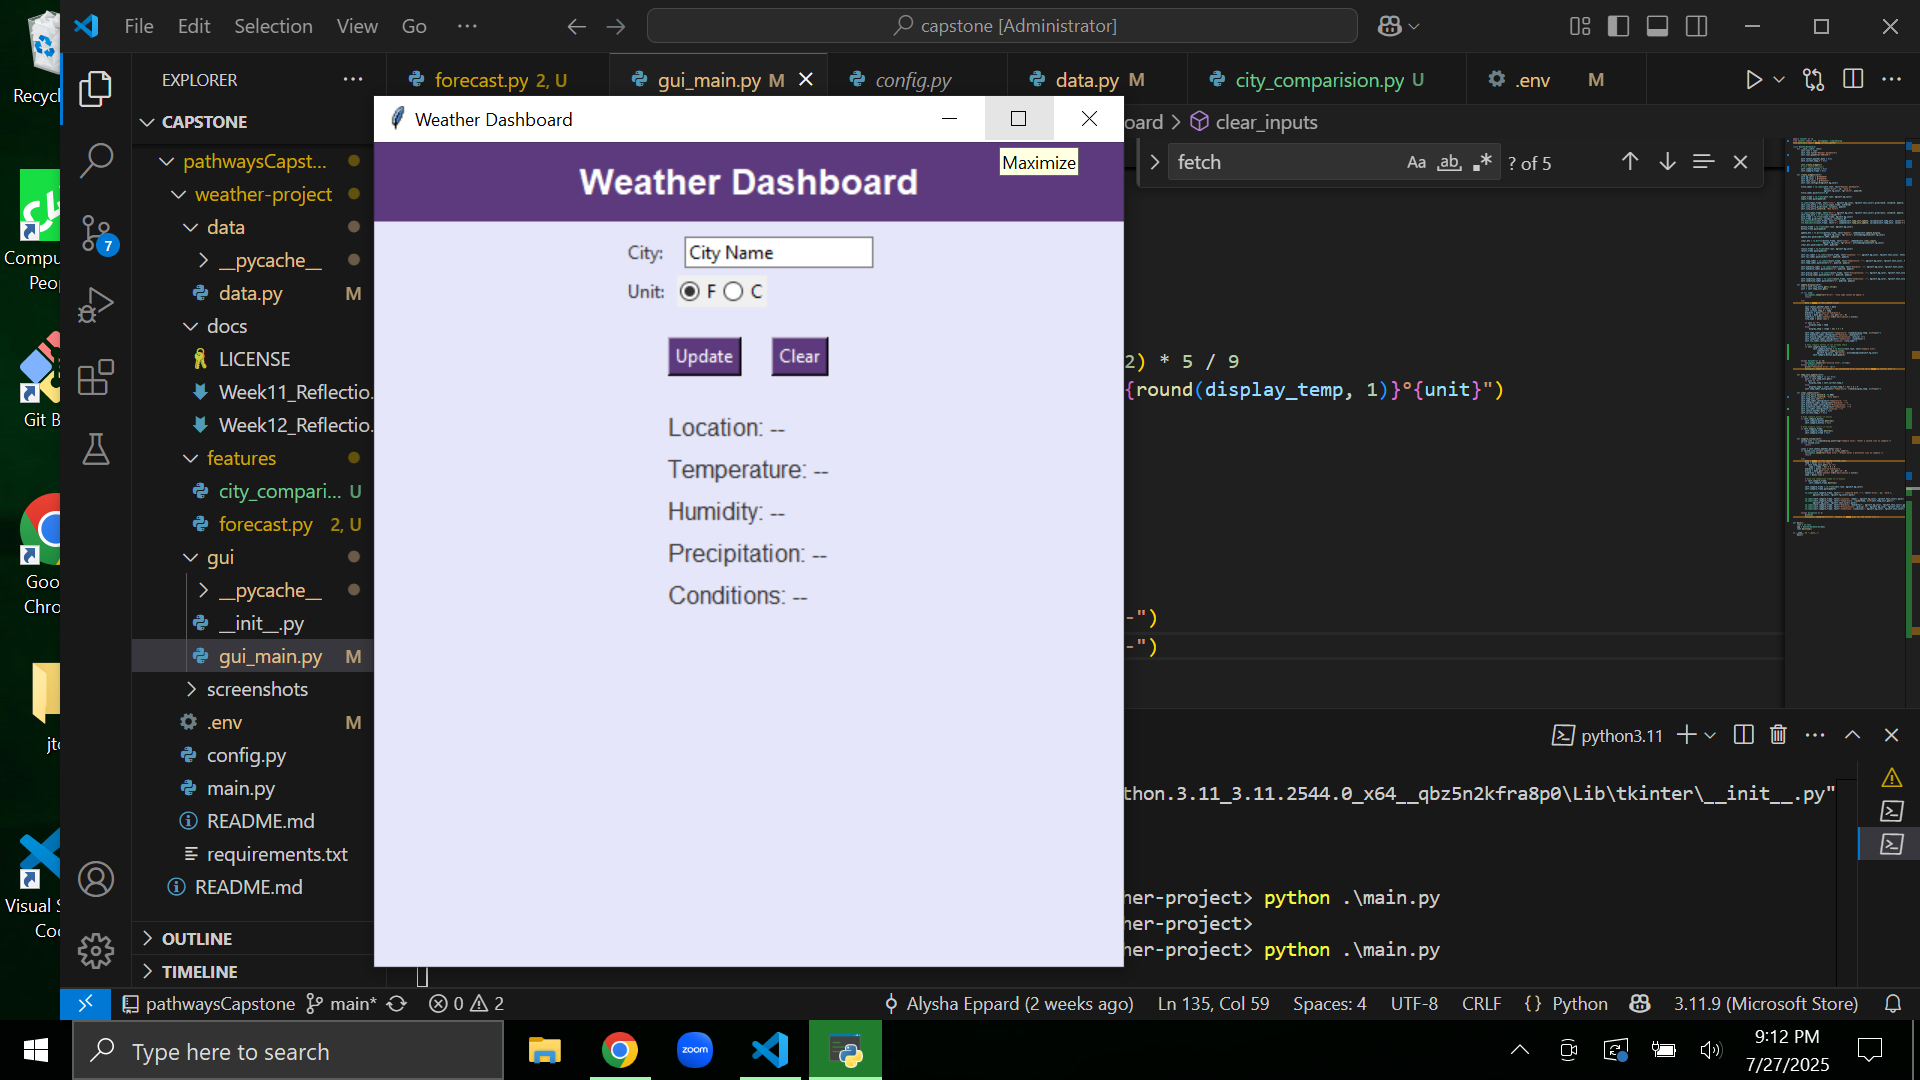 File Edit Selection View Go ···
capstone [Administrator]
EXPLORER
forecast.py 2, U
gui_main.py M
config.py
data.py M
city_comparision.py U
.env M
CAPSTONE
pathwaysCapst...
weather-project
data
__pycache__
data.py M
docs
LICENSE
Week11_Reflectio.
Week12_Reflectio.
features
city_compari... U
forecast.py 2, U
gui
__pycache__
__init__.py
gui_main.py M
screenshots
.env M
config.py
main.py
README.md
requirements.txt
README.md
OUTLINE
TIMELINE
Weather Dashboard
Maximize
Weather Dashboard
City: City Name
Unit: F C
Update Clear
Location: --
Temperature: --
Humidity: --
Precipitation: --
Conditions: --
oard > clear_inputs
fetch Aa ab ? of 5
2) * 5 / 9
{round(display_temp, 1)}°{unit}")
-")
-")
python3.11
thon.3.11_3.11.2544.0_x64__qbz5n2kfra8p0\Lib\tkinter\__init__.py"
her-project> python .\main.py
her-project>
her-project> python .\main.py
pathwaysCapstone main* 0 2
Alysha Eppard (2 weeks ago) Ln 135, Col 59 Spaces: 4 UTF-8 CRLF {} Python 3.11.9 (Microsoft Store)
7
Recycl
Compu
Peop
Git B
Goo
Chro
jtc
Visual S
Coc
Type here to search
zoom
9:12 PM
7/27/2025